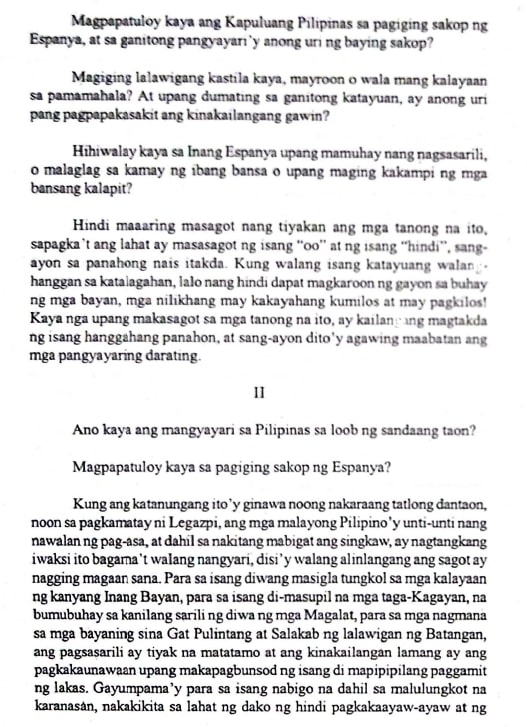 Magpapatuloy kaya ang Kapuluang Pilipinas sa pagiging sakop ng
Espanya, at sa ganitong pangyayari'y anong uri ng baying sakop?
Magiging lalawigang kastila kaya, mayroon o wala mang kalayaan
sa pamamahala? At upang dumating sa ganitong katayuan, ay anong uri
pang pagpapakasakit ang kinakailangang gawin?
Hihiwalay kaya sa Inang Espanya upang mamuhay nang nagsasarili,
o malaglag sa kamay ng ibang bansa o upang maging kakampi ng mga
bansang kalapit?
Hindi maaaring masagot nang tiyakan ang mga tanong na ito,
sapagka't ang lahat ay masasagot ng isang "oo" at ng isang "hindi", sang-
ayon sa panahong nais itakda. Kung walang isang katayuang
hanggan sa katalagahan, lalo nang hindi dapat magkaroon ng gayon sa buhay
ng mga bayan, mga nilikhang may kakayahang kumilos at may pagkilos!
Kaya nga upang makasagot sa mga tanong na ito, ay magtakda
ng isang hanggahang panahon, at sang-ayon dito'y agawing maabatan ang
mga pangyayaring darating.
II
Ano kaya ang mangyayari sa Pilipinas sa loob ng sandaang taon?
Magpapatuloy kaya sa pagiging sakop ng Espanya?
Kung ang katanungang ito'y ginawa noong nakaraang tatlong dantaon,
noon sa pagkamatay ni Legazpi, ang mga malayong Pilipino'y unti-unti nang
nawalan ng pag-asa, at dahil sa nakitang mabigat ang singkaw, ay nagtangkang
iwaksi ito bagama't walang nangyari, disi'y walang alinlangang ang sagot ay
nagging magaan sana. Para sa isang diwang masigla tungkol sa mga kalayaan
ng kanyang Inang Bayan, para sa isang di-masupil na mga taga-Kagayan, na
bumubuhay sa kanilang sarili ng diwa ng mga Magalat, para sa mga nagmana
sa mga bayaning sina Gat Pulintang at Salakab ng lalawigan ng Batangan,
ang pagsasarili ay tiyak na matatamo at ang kinakailangan lamang ay ang
pagkakaunawaan upang makapagbunsod ng isang di mapipipilang paggamit
ng lakas. Gayumpama'y para sa isang nabigo na dahil sa malulungkot na
karanasán, nakakikita sa lahat ng dako ng hindi pagkakaayaw-ayaw at ng